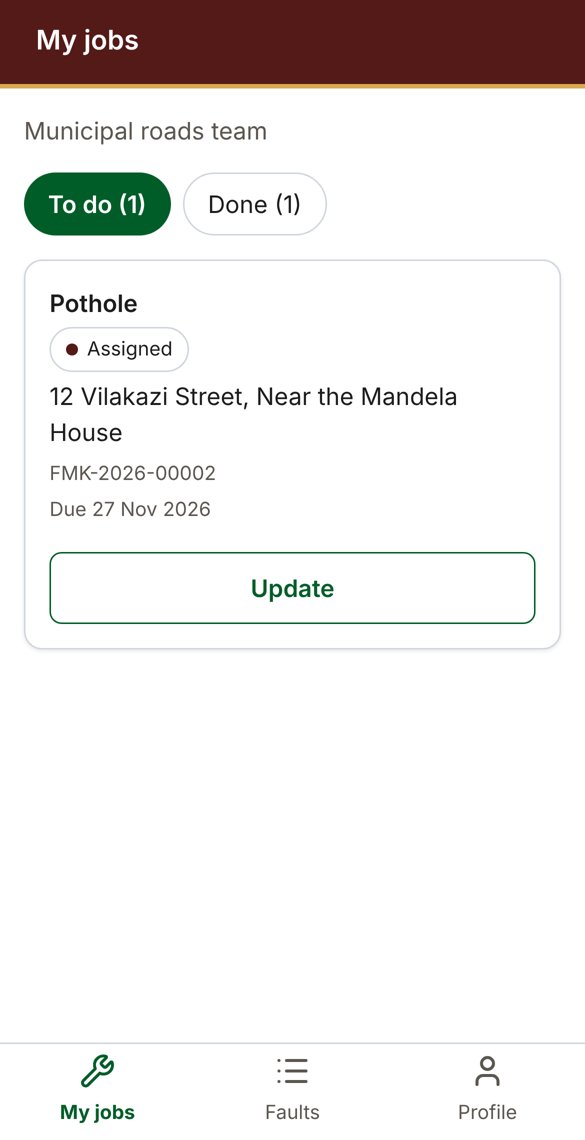 My jobs
Municipal roads team
To do (1)
Done (1)
Pothole
Assigned
12 Vilakazi Street, Near the Mandela
House
FMK-2026-00002
Due 27 Nov 2026
Update
My jobs
Faults
Profile